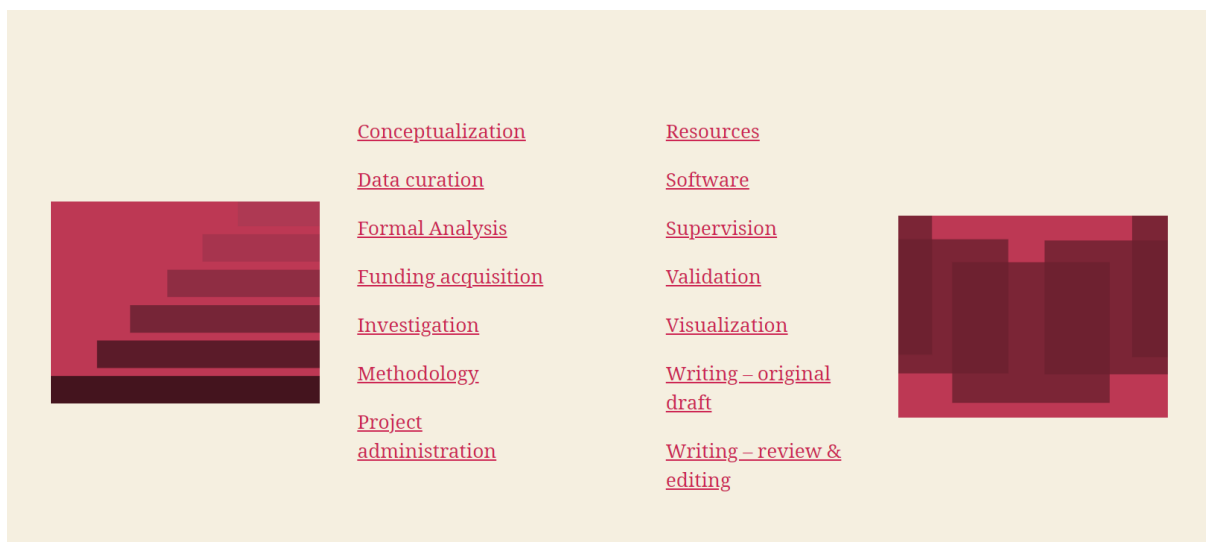 Conceptualization
Data curation
Formal Analysis
Funding acquisition
Investigation
Methodology
Project
administration
Resources
Software
Supervision
Validation
Visualization
Writing – original
draft
Writing – review &
editing